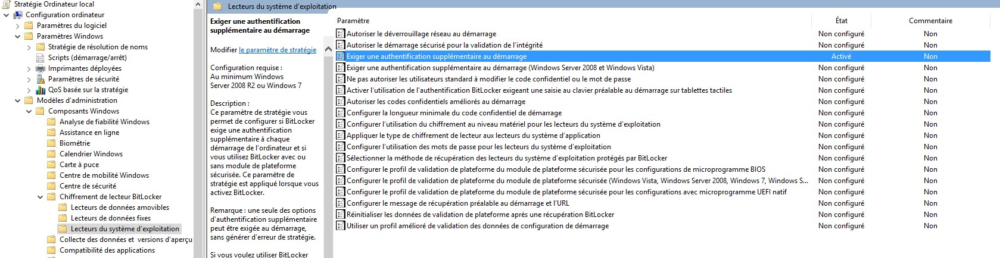 Stratégie Ordinateur local
Configuration ordinateur
Paramètres du logiciel
Paramètres Windows
Stratégie de résolution de noms
Scripts (démarrage/arrêt)
Imprimantes déployées
Paramètres de sécurité
QoS basée sur la stratégie
Modèles d'administration
Composants Windows
Analyse de fiabilité Windows
Assistance en ligne
Biométrie
Calendrier Windows
Carte à puce
Centre de mobilité Windows
Centre de sécurité
Chiffrement de lecteur BitLocker
Lecteurs de données amovibles
Lecteurs de données fixes
Lecteurs du système d'exploitation
Collecte des données et versions d'aperçu
Compatibilité des applications
Lecteurs du système d'exploitation
Exiger une authentification
supplémentaire au démarrage
Modifier le paramètre de stratégie
Configuration requise :
Au minimum Windows
Server 2008 R2 ou Windows 7
Description :
Ce paramètre de stratégie vous
permet de configurer si BitLocker
exige une authentification
supplémentaire à chaque
démarrage de l'ordinateur et si
vous utilisez BitLocker avec ou
sans module de plateforme
sécurisée. Ce paramètre de
stratégie est appliqué lorsque vous
activez BitLocker.
Remarque : une seule des options
d'authentification supplémentaire
peut être exigée au démarrage,
sans générer d'erreur de stratégie.
Si vous voulez utiliser BitLocker
Paramètre État Commentaire
Autoriser le déverrouillage réseau au démarrage Non configuré Non
Autoriser le démarrage sécurisé pour la validation de l'intégrité Non configuré Non
Exiger une authentification supplémentaire au démarrage Activé Non
Exiger une authentification supplémentaire au démarrage (Windows Server 2008 et Windows Vista) Non configuré Non
Ne pas autoriser les utilisateurs standard à modifier le code confidentiel ou le mot de passe Non configuré Non
Activer l'utilisation de l'authentification BitLocker exigeant une saisie au clavier préalable au démarrage sur tablettes tactiles Non configuré Non
Autoriser les codes confidentiels améliorés au démarrage Non configuré Non
Configurer la longueur minimale du code confidentiel de démarrage Non configuré Non
Configurer l'utilisation du chiffrement au niveau matériel pour les lecteurs du système d'exploitation Non configuré Non
Appliquer le type de chiffrement de lecteur aux lecteurs du système d'application Non configuré Non
Configurer l'utilisation des mots de passe pour les lecteurs du système d'exploitation Non configuré Non
Sélectionner la méthode de récupération des lecteurs du système d'exploitation protégés par BitLocker Non configuré Non
Configurer le profil de validation de plateforme du module de plateforme sécurisée pour les configurations de microprogramme BIOS Non configuré Non
Configurer le profil de validation de plateforme du module de plateforme sécurisée (Windows Vista, Windows Server 2008, Windows 7, Windows S... Non configuré Non
Configurer le profil de validation de plateforme du module de plateforme sécurisée pour les configurations avec microprogramme UEFI natif Non configuré Non
Configurer le message de récupération préalable au démarrage et l'URL Non configuré Non
Réinitialiser les données de validation de plateforme après une récupération BitLocker Non configuré Non
Utiliser un profil amélioré de validation des données de configuration de démarrage Non configuré Non